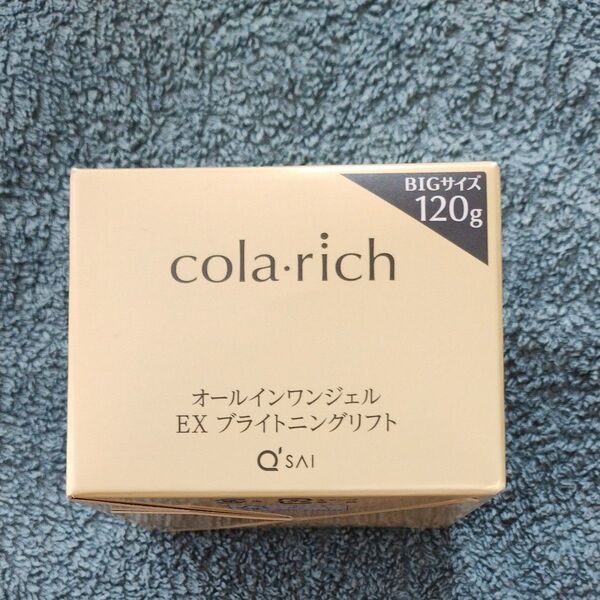 BIGサイズ
120g
cola・rich
オールインワンジェル
EX ブライトニングリフト
Q'SAI